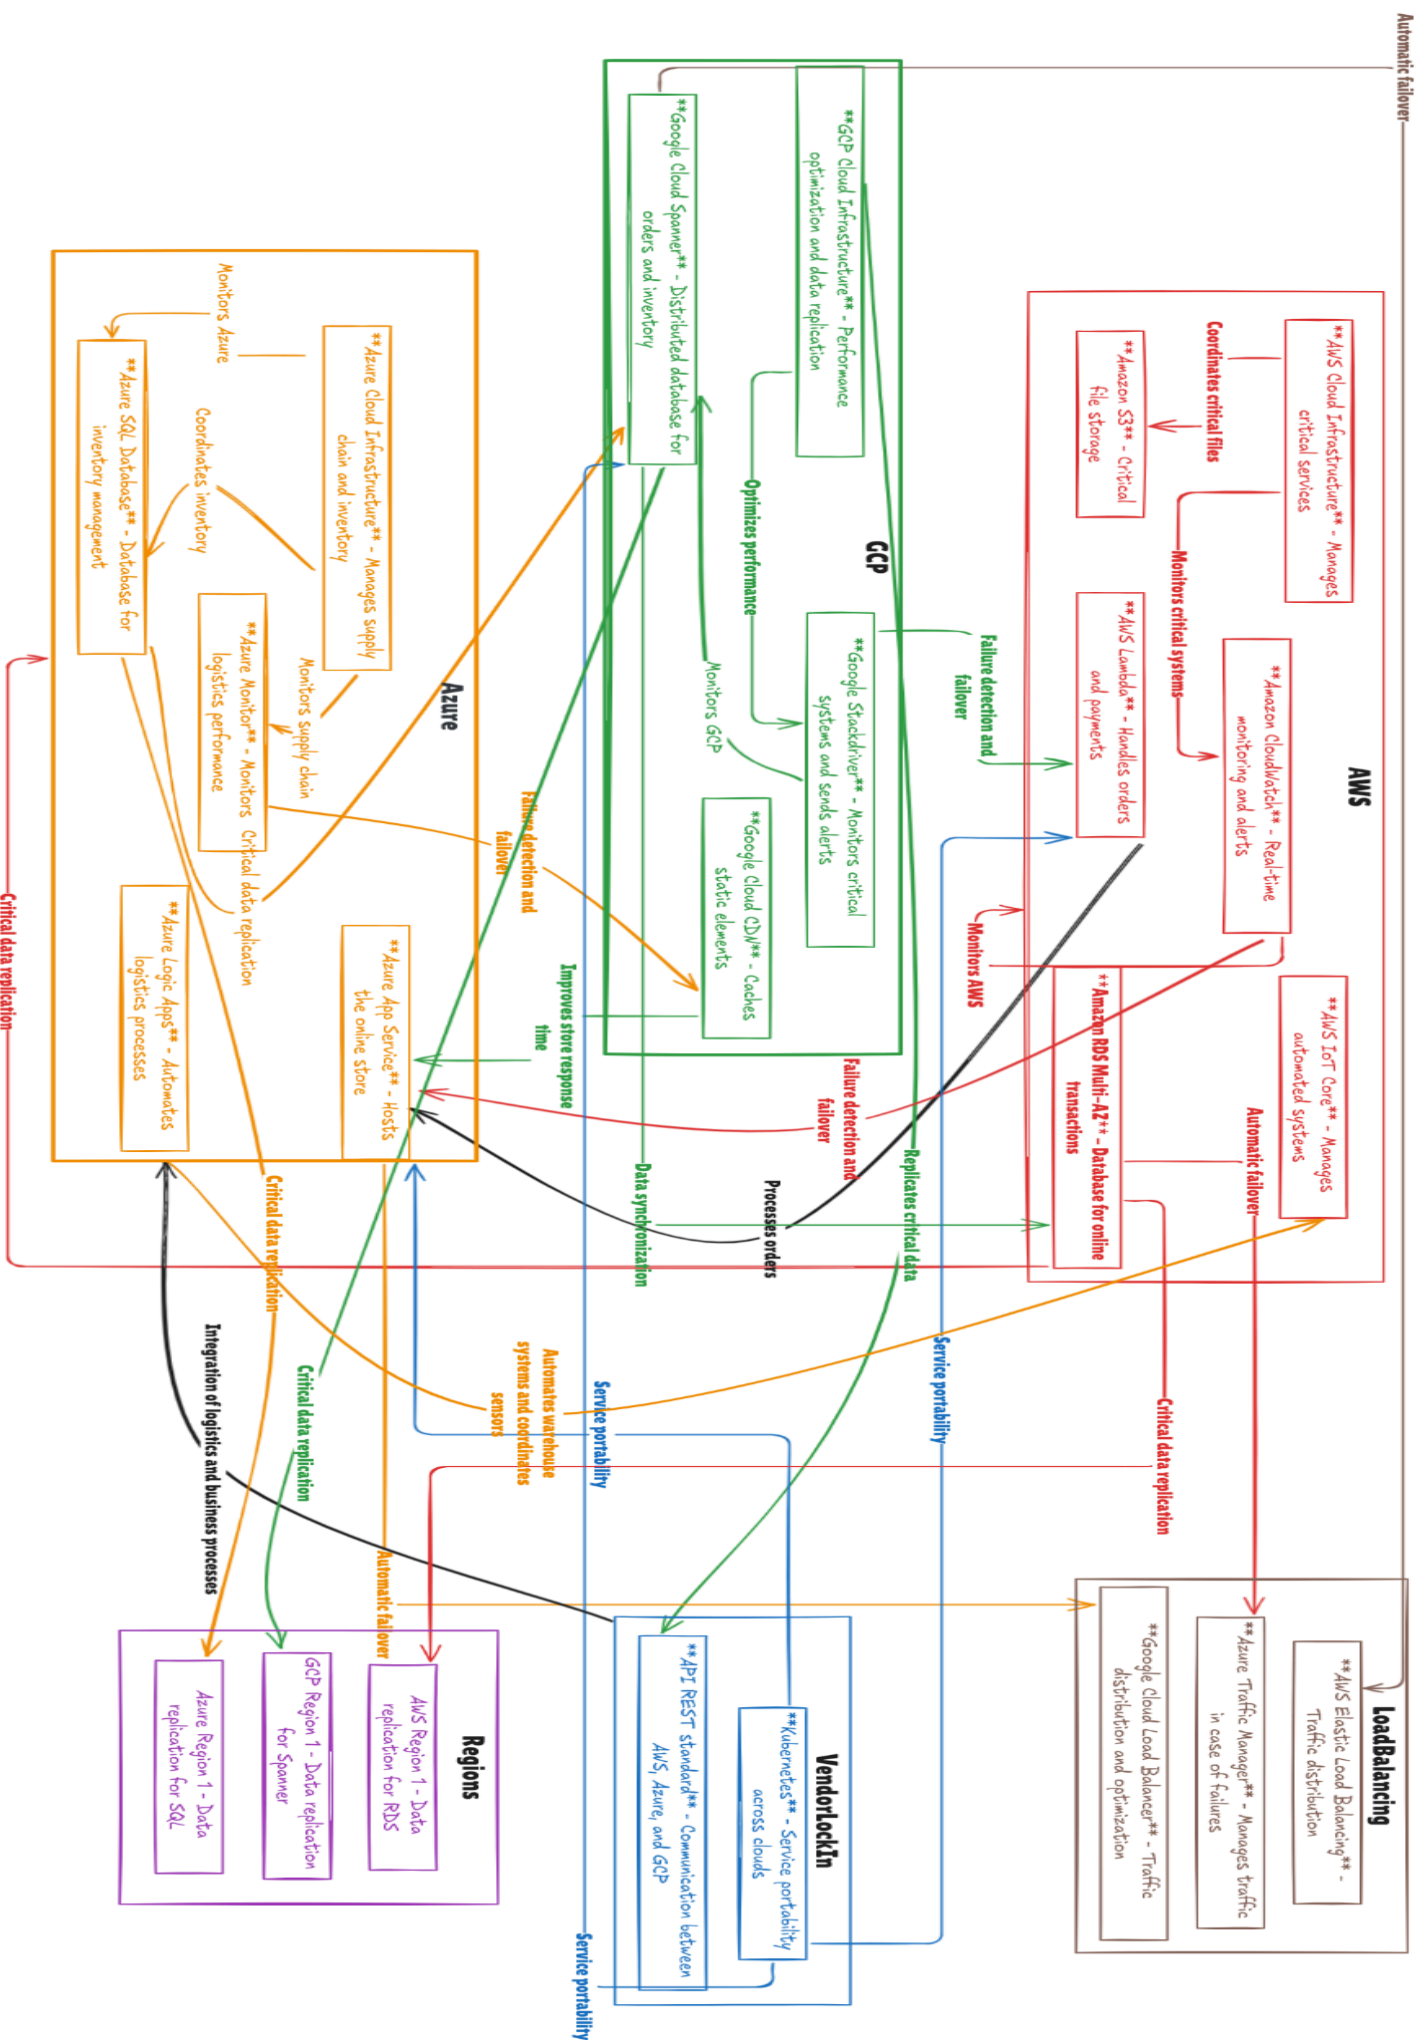 Automatic failover
AWS
**AWS Cloud Infrastructure** - Manages
critical services
**Amazon CloudWatch** - Real-time
monitoring and alerts
**AWS IoT Core** - Manages
automated systems
Coordinates critical files
Monitors critical systems
**Amazon S3** - Critical
file storage
**AWS Lambda** - Handles orders
and payments
Monitors AWS
**Amazon RDS Multi-AZ** - Database for online
transactions
Automatic failover
Critical data replication
LoadBalancing
**AWS Elastic Load Balancing** -
Traffic distribution
**Azure Traffic Manager** - Manages traffic
in case of failures
**Google Cloud Load Balancer** - Traffic
distribution and optimization
Failure detection and
failover
Service portability
GCP
**GCP Cloud Infrastructure** - Performance
optimization and data replication
**Google Stackdriver** - Monitors critical
systems and sends alerts
Optimizes performance
**Google Cloud CDN** - Caches
static elements
Monitors GCP
**Google Cloud Spanner** - Distributed database for
orders and inventory
Replicates critical data
Failure detection and
failover
Processes orders
Data synchronization
VendorLockIn
**Kubernetes** - Service portability
across clouds
**API REST standard** - Communication between
AWS, Azure, and GCP
Service portability
Service portability
Improves store response
time
Failure detection and
failover
Automates warehouse
systems and coordinates
sensors
Azure
**Azure Cloud Infrastructure** - Manages supply
chain and inventory
**Azure App Service** - Hosts
the online store
Monitors supply chain
Monitors Azure
Coordinates inventory
**Azure Monitor** - Monitors
logistics performance
Critical data replication
**Azure SQL Database** - Database for
inventory management
**Azure Logic Apps** - Automates
logistics processes
Automatic failover
Critical data replication
Critical data replication
Integration of logistics and business processes
Regions
AWS Region 1 - Data
replication for RDS
GCP Region 1 - Data replication
for Spanner
Azure Region 1 - Data
replication for SQL
Critical data replication